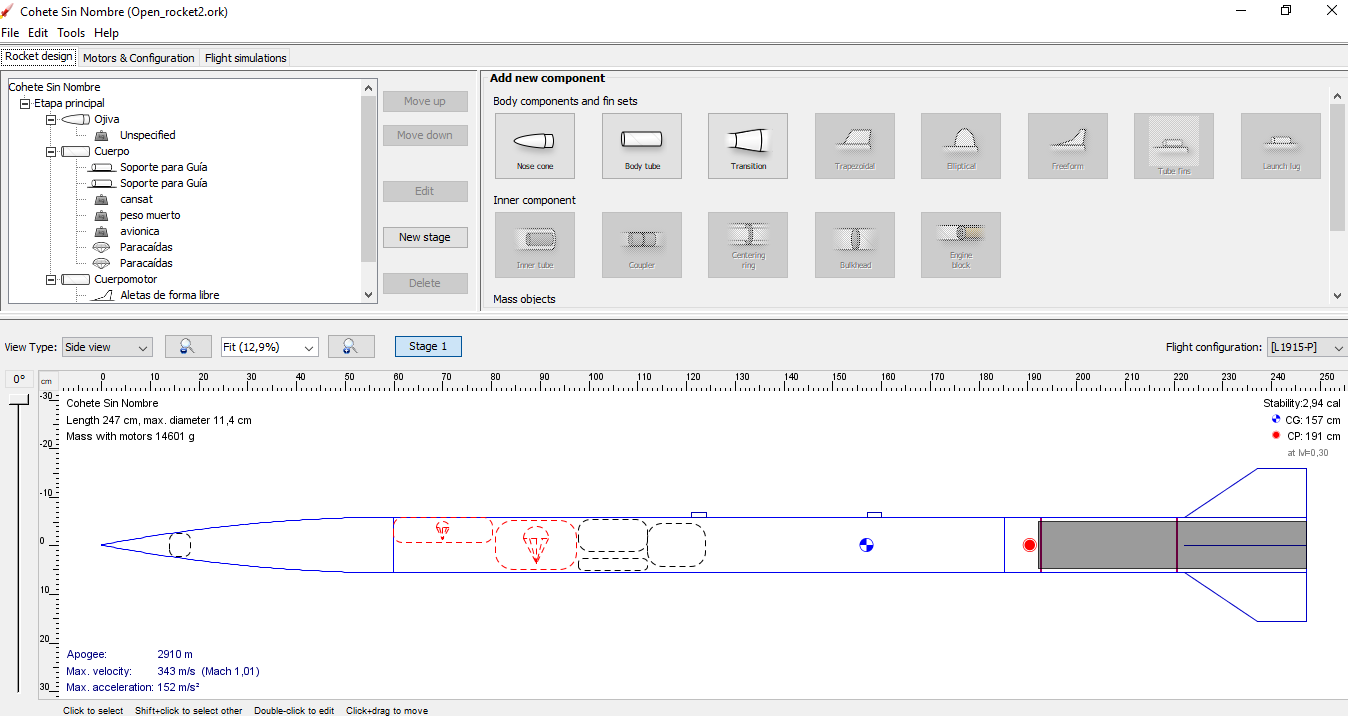 Cohete Sin Nombre (Open_rocket2.ork)
File Edit Tools Help
Rocket design Motors & Configuration Flight simulations
Cohete Sin Nombre
Etapa principal
Ojiva
Unspecified
Cuerpo
Soporte para Guía
Soporte para Guía
cansat
peso muerto
avionica
Paracaídas
Paracaídas
Cuerpomotor
Aletas de forma libre
Move up
Move down
Edit
New stage
Delete
Add new component
Body components and fin sets
Nose cone Body tube Transition Trapezoidal Elliptical Freeform Tube fins Launch lug
Inner component
Inner tube Coupler Centering ring Bulkhead Engine block
Mass objects
View Type: Side view Fit (12,9%) Stage 1 Flight configuration: [L1915-P]
0° cm 0 10 20 30 40 50 60 70 80 90 100 110 120 130 140 150 160 170 180 190 200 210 220 230 240 250
-30
-20
-10
0
10
20
30
Cohete Sin Nombre
Length 247 cm, max. diameter 11,4 cm
Mass with motors 14601 g
Stability:2,94 cal
CG: 157 cm
CP: 191 cm
at M=0,30
Apogee: 2910 m
Max. velocity: 343 m/s (Mach 1,01)
Max. acceleration: 152 m/s²
Click to select Shift+click to select other Double-click to edit Click+drag to move